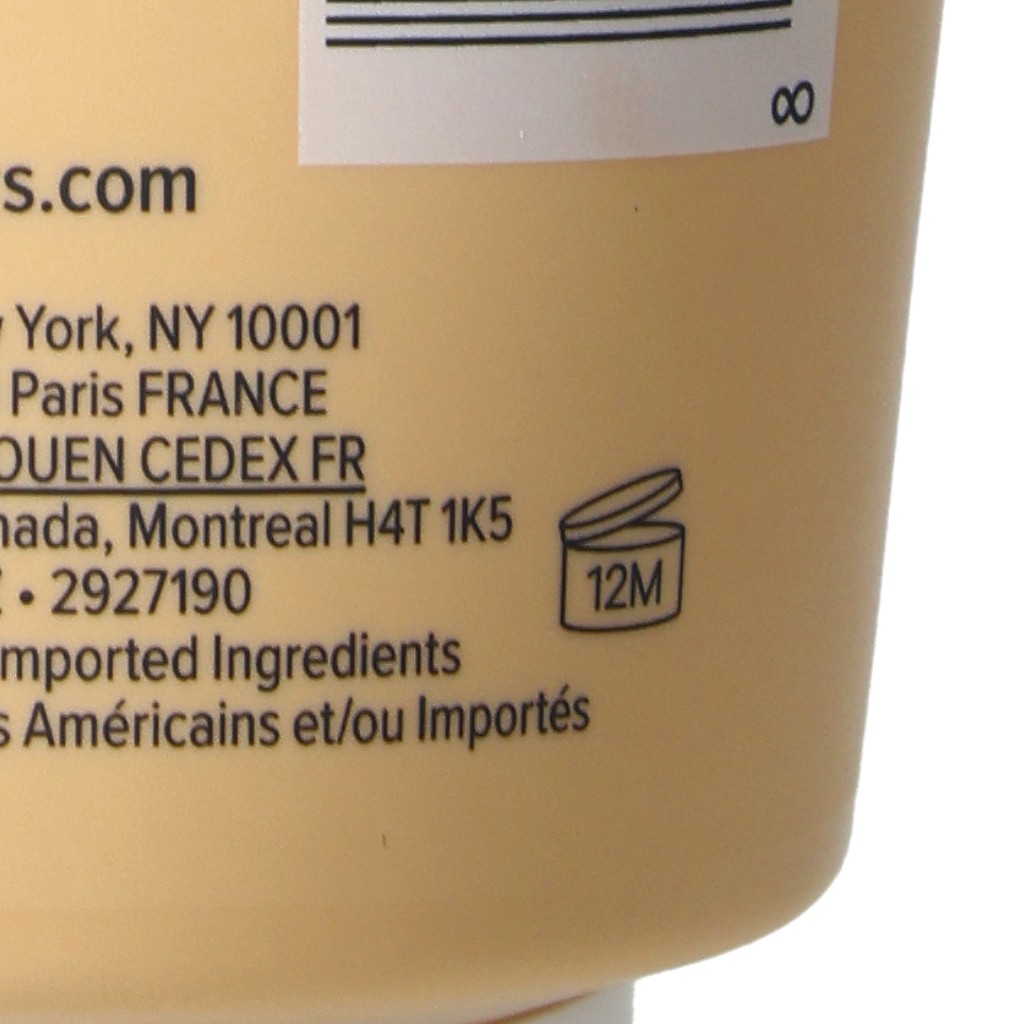 8
s.com
York, NY 10001
Paris FRANCE
OUEN CEDEX FR
nada, Montreal H4T 1K5
• 2927190
mported Ingredients
s Américains et/ou Importés
12M